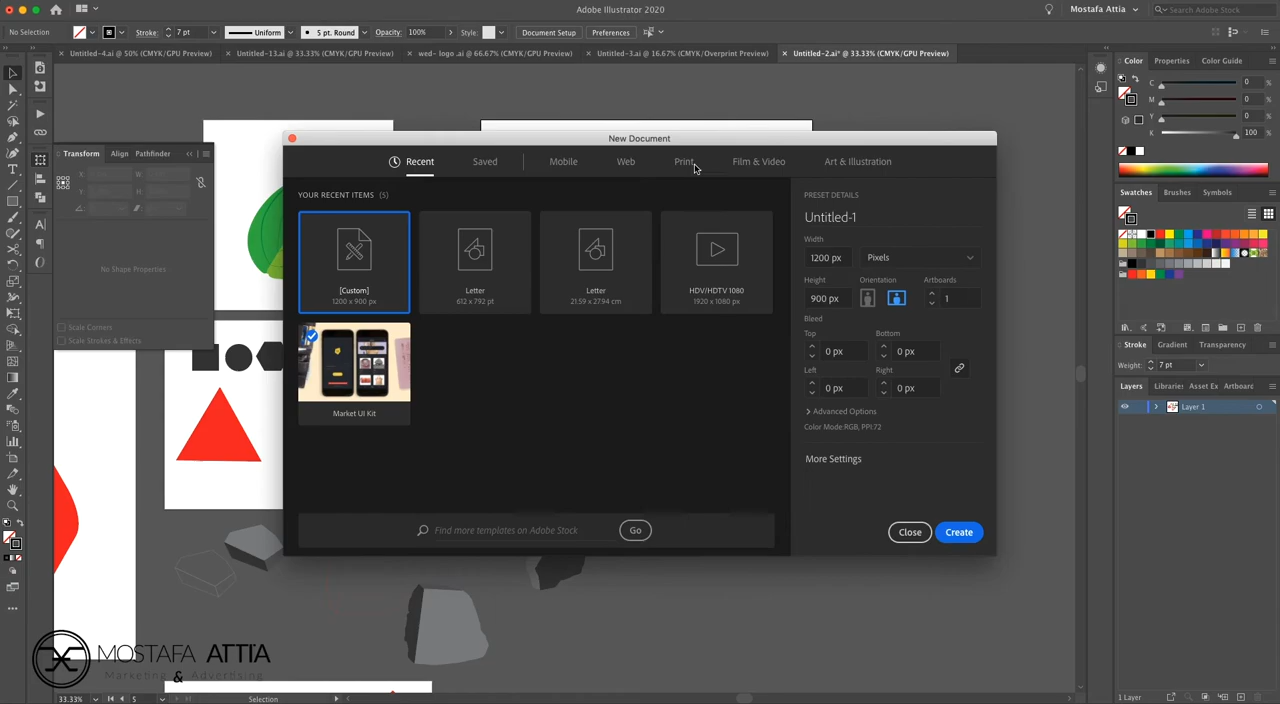 Adobe Illustrator 2020
Mostafa Attia
Search Adobe Stock
No Selection
Stroke:
7 pt
Uniform
5 pt. Round
Opacity:
100%
Style:
Document Setup
Preferences
Untitled-4.ai @ 50% (CMYK/GPU Preview)
Untitled-13.ai @ 33.33% (CMYK/GPU Preview)
wed- logo .ai @ 66.67% (CMYK/GPU Preview)
Untitled-3.ai @ 16.67% (CMYK/Overprint Preview)
Untitled-2.ai* @ 33.33% (CMYK/GPU Preview)
Transform
Align
Pathfinder
X:
W:
Y:
No Shape Properties
Scale Corners
Scale Strokes & Effects
New Document
Recent
Saved
Mobile
Web
Print
Film & Video
Art & Illustration
YOUR RECENT ITEMS (5)
[Custom]
1200 x 900 px
Letter
612 x 792 pt
Letter
21.59 x 27.94 cm
HDV/HDTV 1080
1920 x 1080 px
Market UI Kit
Find more templates on Adobe Stock
Go
PRESET DETAILS
Untitled-1
Width
1200 px
Pixels
Height
Orientation
Artboards
900 px
1
Bleed
Top
Bottom
0 px
0 px
Left
Right
0 px
0 px
Advanced Options
Color Mode:RGB, PPI:72
More Settings
Close
Create
Color
Properties
Color Guide
C
0
%
M
0
%
Y
0
%
K
100
%
Swatches
Brushes
Symbols
Stroke
Gradient
Transparency
Weight:
7 pt
Layers
Librarie
Asset Ex
Artboard
Layer 1
1 Layer
MOSTAFA ATTIA
Marketing & Advertising
33.33%
5
Selection